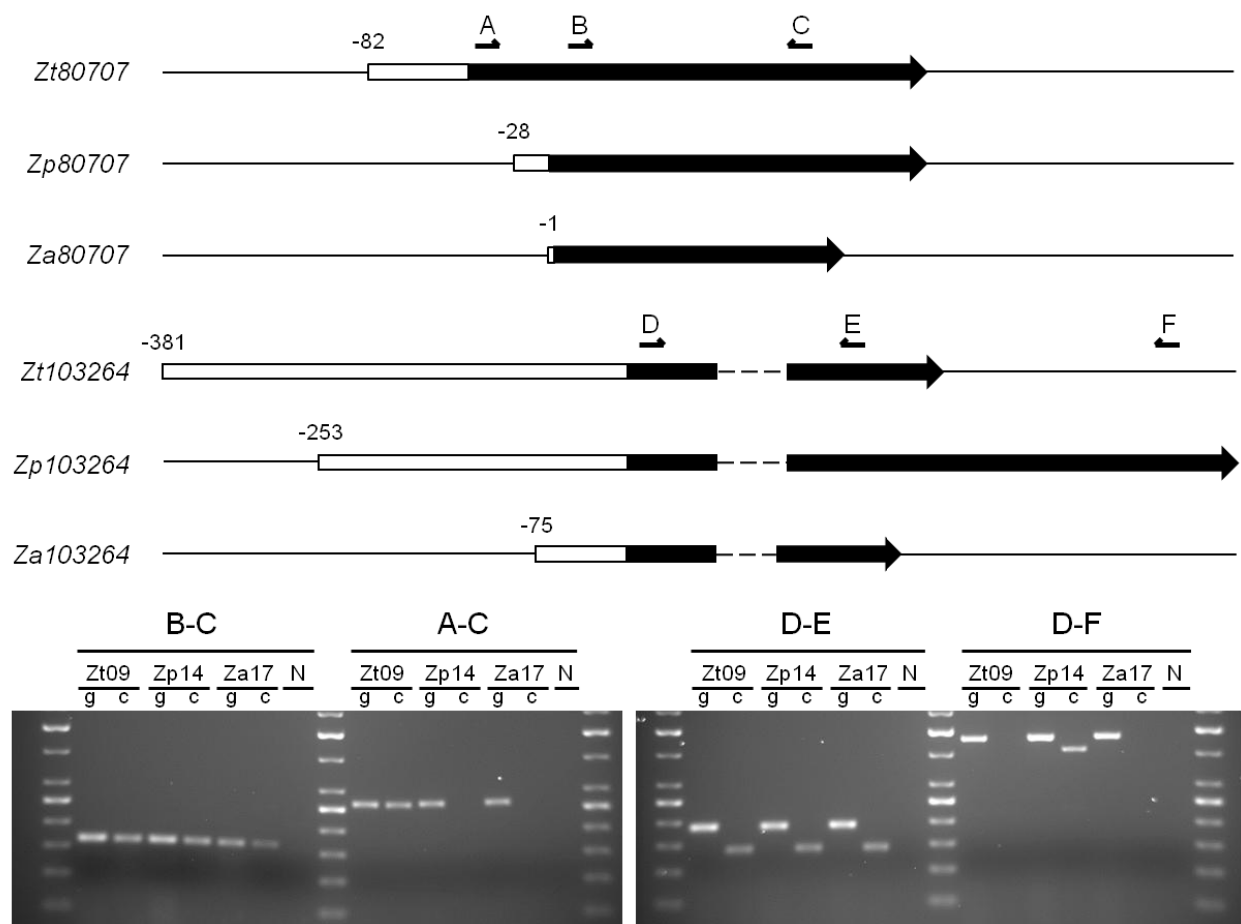 A B C
-82
Zt80707
-28
Zp80707
-1
Za80707
D E F
-381
Zt103264
-253
Zp103264
-75
Za103264
B-C A-C D-E D-F
Zt09 Zp14 Za17 N Zt09 Zp14 Za17 N Zt09 Zp14 Za17 N Zt09 Zp14 Za17 N
g c g c g c g c g c g c g c g c g c g c g c g c